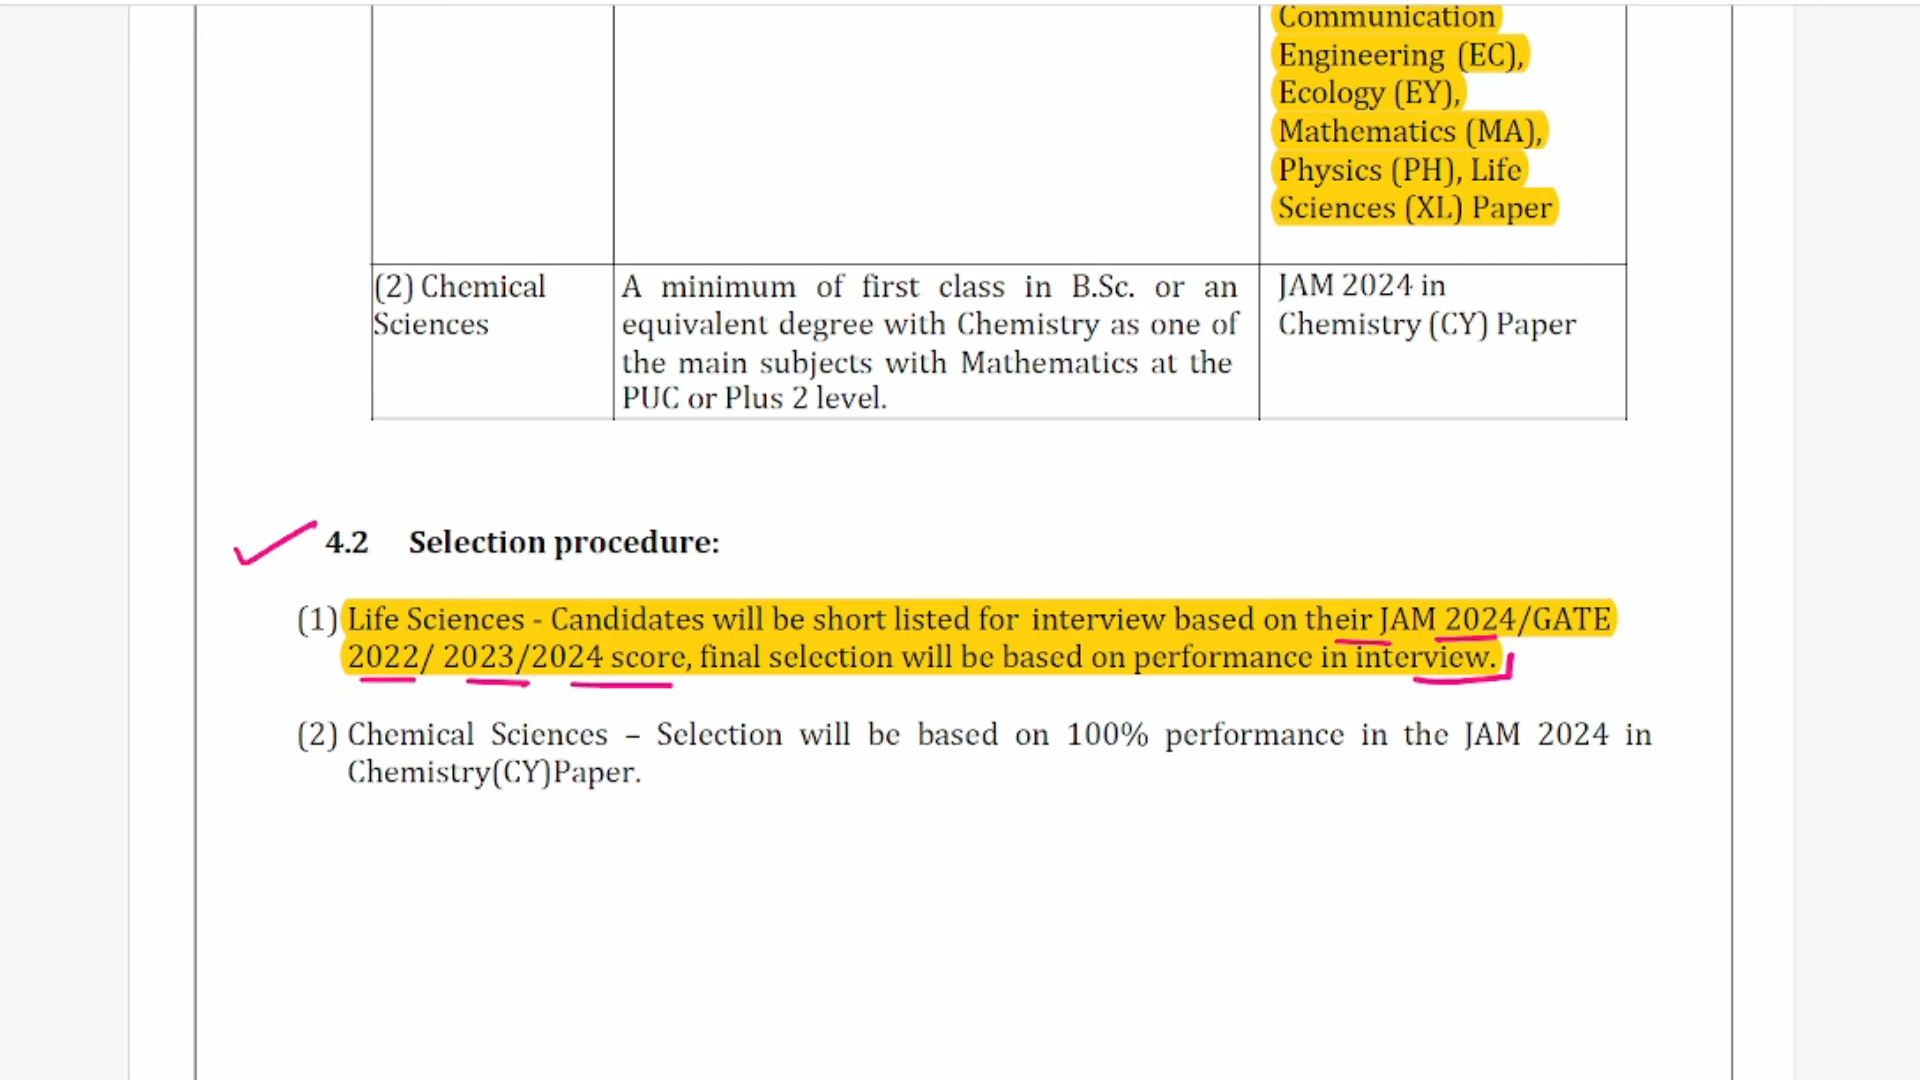 Communication
Engineering (EC),
Ecology (EY),
Mathematics (MA),
Physics (PH), Life
Sciences (XL) Paper
(2) Chemical
Sciences
A minimum of first class in B.Sc. or an
equivalent degree with Chemistry as one of
the main subjects with Mathematics at the
PUC or Plus 2 level.
JAM 2024 in
Chemistry (CY) Paper
4.2 Selection procedure:
(1) Life Sciences - Candidates will be short listed for interview based on their JAM 2024/GATE
2022/ 2023/2024 score, final selection will be based on performance in interview.
(2) Chemical Sciences – Selection will be based on 100% performance in the JAM 2024 in
Chemistry(CY)Paper.